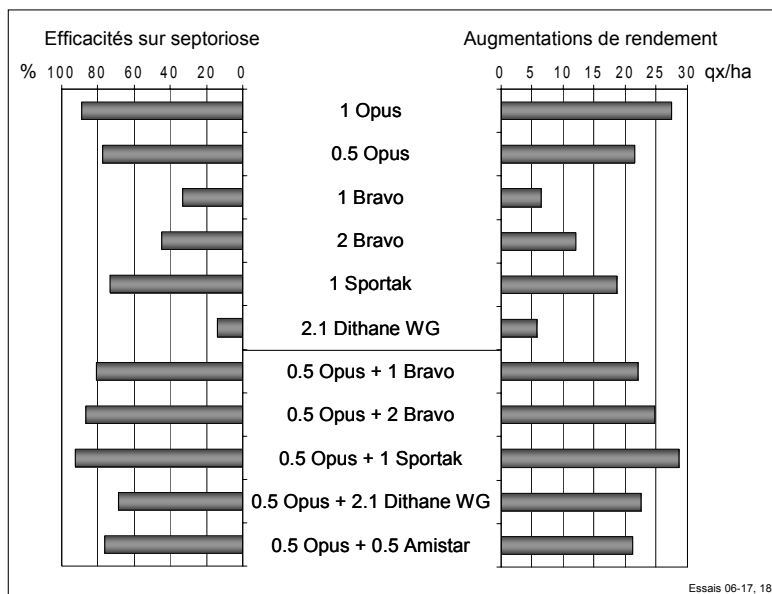 Efficacités sur septoriose Augmentations de rendement
% 100 80 60 40 20 0 0 5 10 15 20 25 30 qx/ha
1 Opus
0.5 Opus
1 Bravo
2 Bravo
1 Sportak
2.1 Dithane WG
0.5 Opus + 1 Bravo
0.5 Opus + 2 Bravo
0.5 Opus + 1 Sportak
0.5 Opus + 2.1 Dithane WG
0.5 Opus + 0.5 Amistar
Essais 06-17, 18